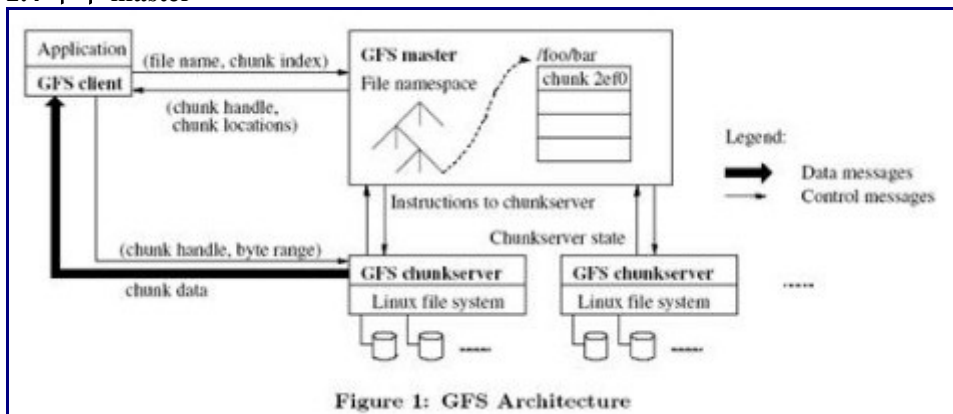 Application
GFS client
(file name, chunk index)
(chunk handle,
chunk locations)
GFS master
File namespace
/foo/bar
chunk 2ef0
Legend:
Data messages
Control messages
Instructions to chunkserver
Chunkserver state
(chunk handle, byte range)
chunk data
GFS chunkserver
Linux file system
GFS chunkserver
Linux file system
Figure 1: GFS Architecture